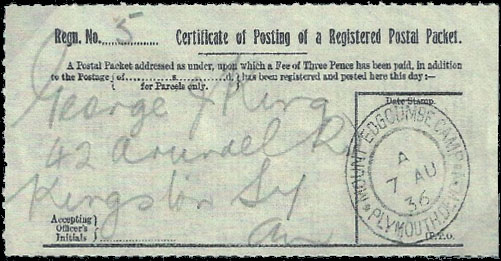 Regn. No. 5 Certificate of Posting of a Registered Postal Packet.
A Postal Packet addressed as under, upon which a Fee of Three Pence has been paid, in addition
to the Postage { of............s............d. } has been registered and posted here this day:—
for Parcels only.
George J King
42 Arundel Rd
Kingston Sy
Date Stamp
MOUNT EDGCUMBE CAMP
A
7 AU
36
PLYMOUTH
Accepting
Officer's
Initials
(P.T.O.